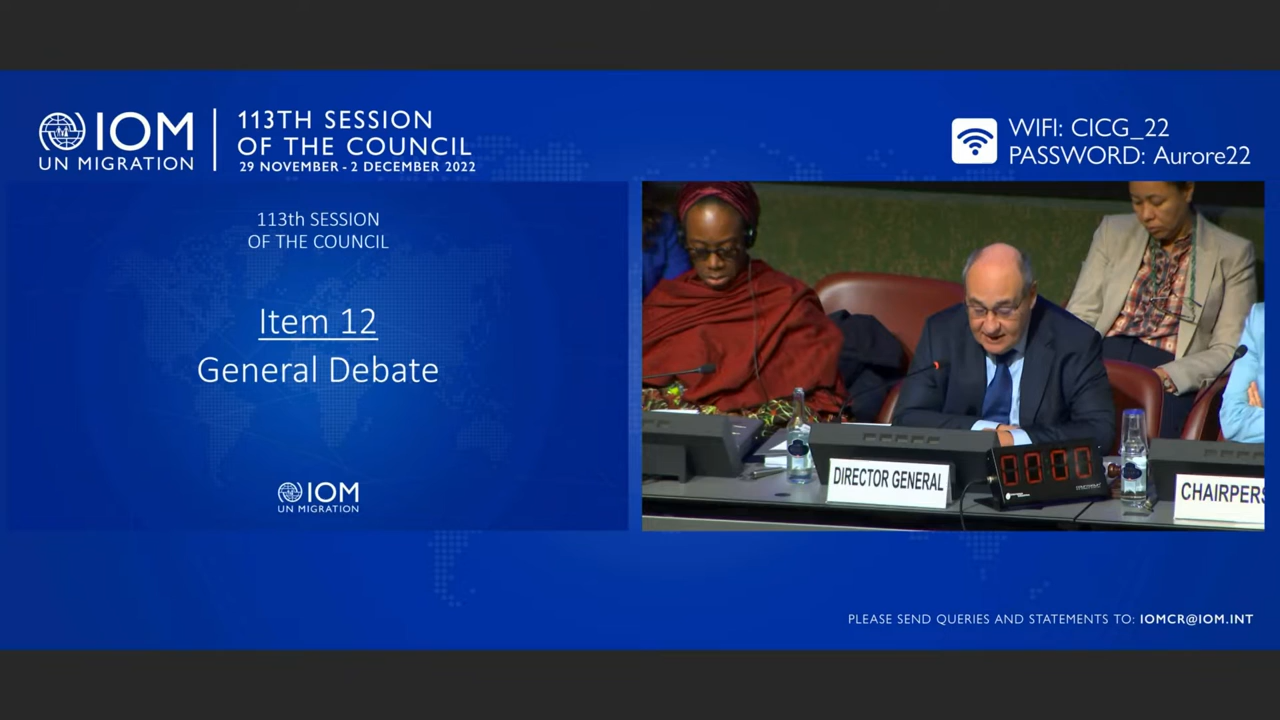 IOM
UN MIGRATION
113TH SESSION
OF THE COUNCIL
29 NOVEMBER - 2 DECEMBER 2022
WIFI: CICG_22
PASSWORD: Aurore22
113th SESSION
OF THE COUNCIL
Item 12
General Debate
IOM
UN MIGRATION
DIRECTOR GENERAL
00:00
CHAIRPERS
PLEASE SEND QUERIES AND STATEMENTS TO: IOMCR@IOM.INT